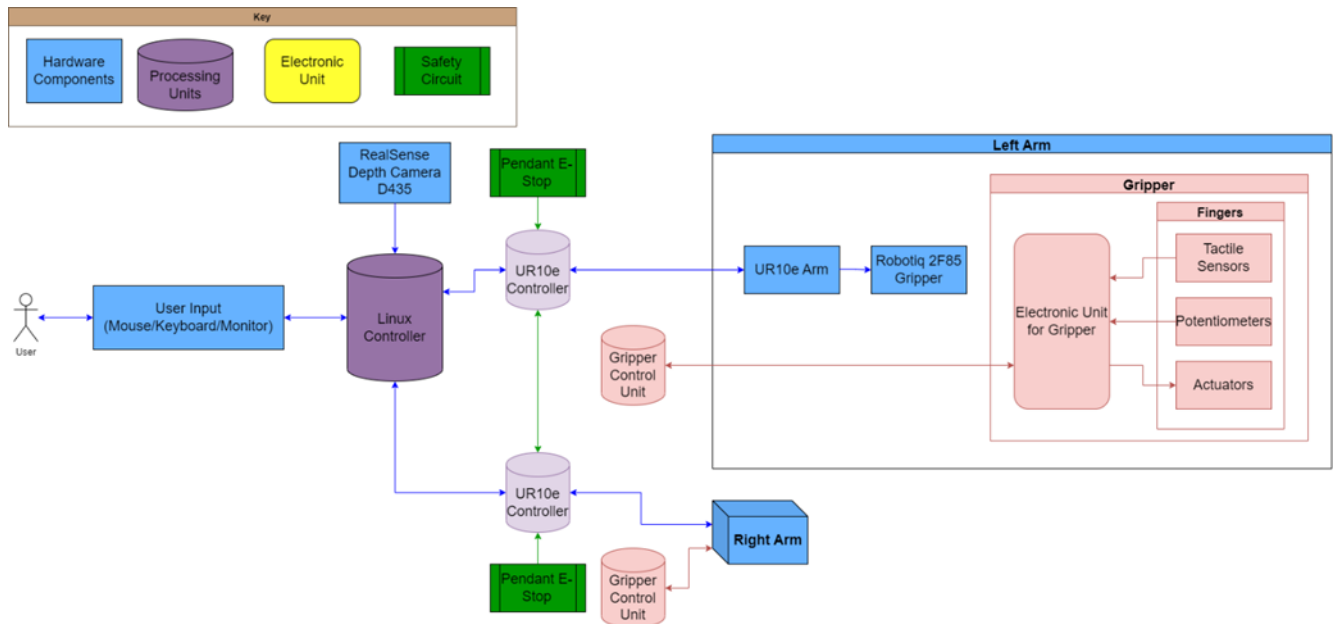 Key
Hardware
Components
Processing
Units
Electronic
Unit
Safety
Circuit
RealSense
Depth Camera
D435
Pendant E-
Stop
Left Arm
Gripper
Fingers
Tactile
Sensors
Potentiometers
Actuators
Electronic Unit
for Gripper
UR10e
Controller
UR10e Arm
Robotiq 2F85
Gripper
User
User Input
(Mouse/Keyboard/Monitor)
Linux
Controller
Gripper
Control
Unit
UR10e
Controller
Right Arm
Pendant E-
Stop
Gripper
Control
Unit